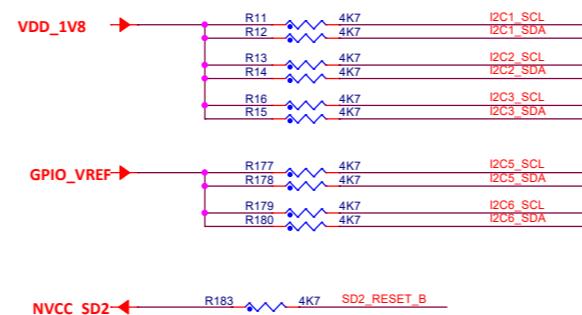 VDD_1V8
R11 4K7 I2C1_SCL
R12 4K7 I2C1_SDA
R13 4K7 I2C2_SCL
R14 4K7 I2C2_SDA
R16 4K7 I2C3_SCL
R15 4K7 I2C3_SDA
GPIO_VREF
R177 4K7 I2C5_SCL
R178 4K7 I2C5_SDA
R179 4K7 I2C6_SCL
R180 4K7 I2C6_SDA
NVCC_SD2 R183 4K7 SD2_RESET_B